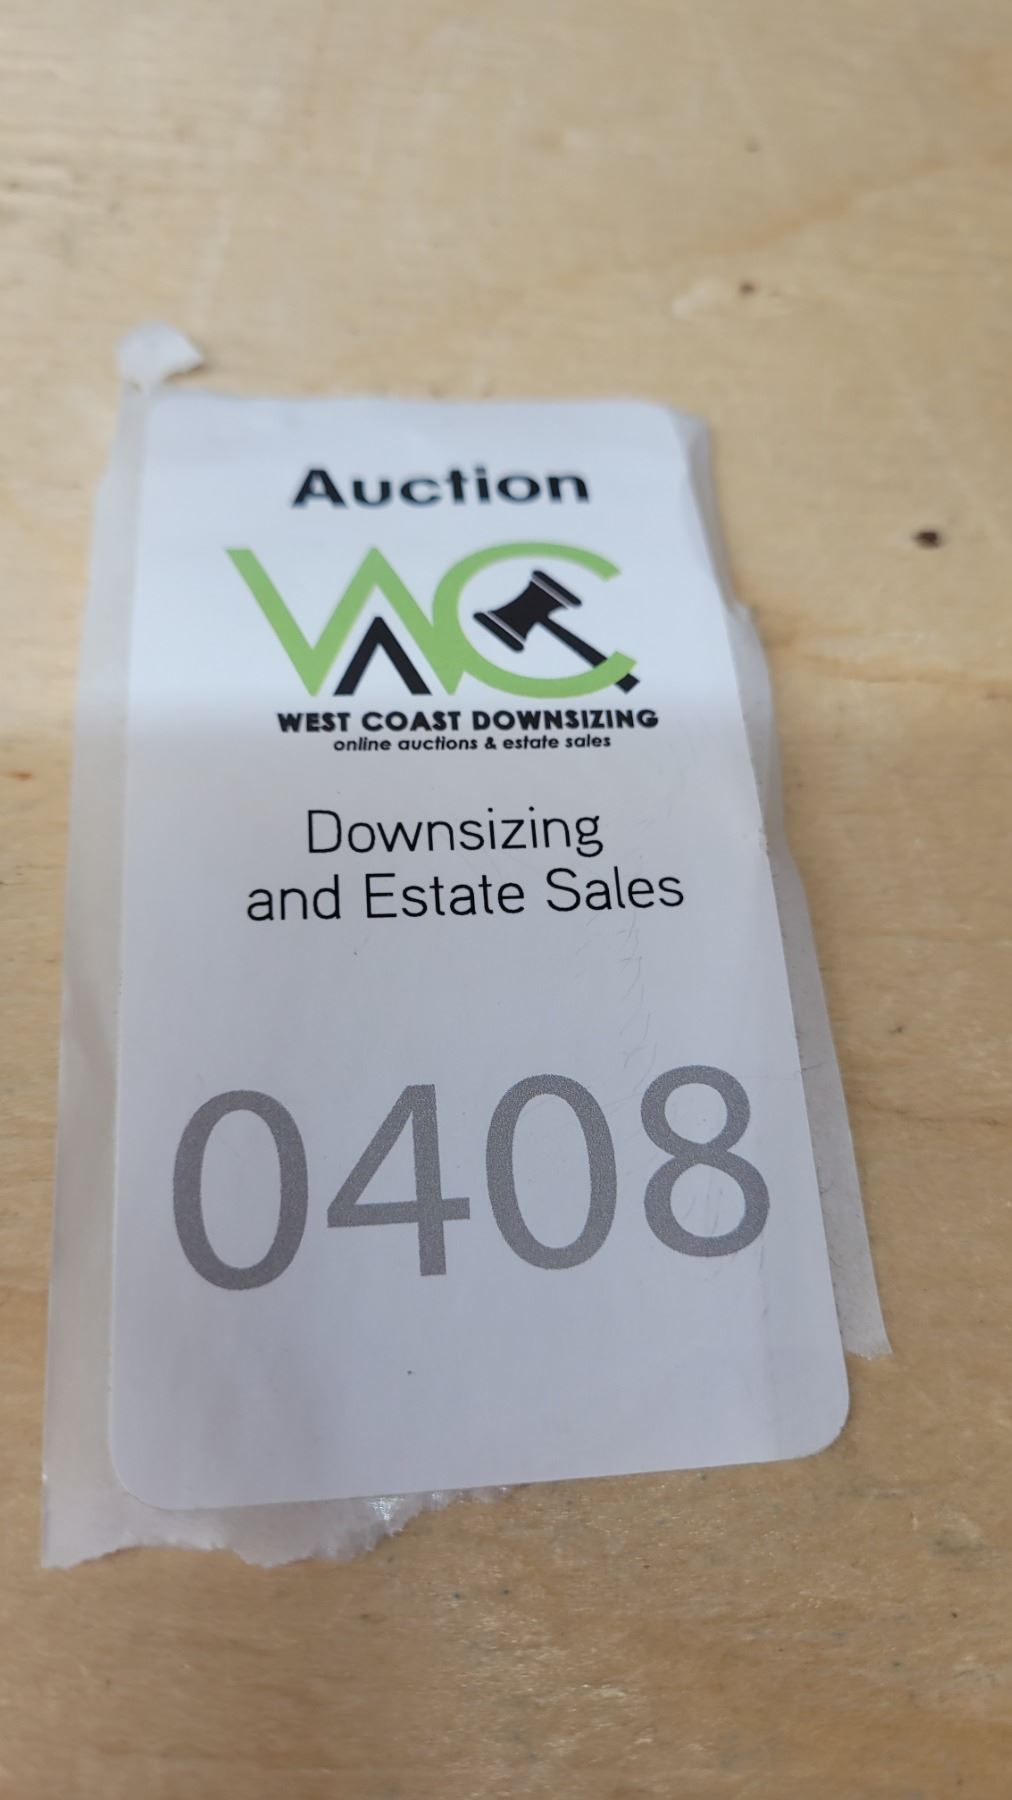 Auction
WC
WEST COAST DOWNSIZING
online auctions & estate sales
Downsizing
and Estate Sales
0408